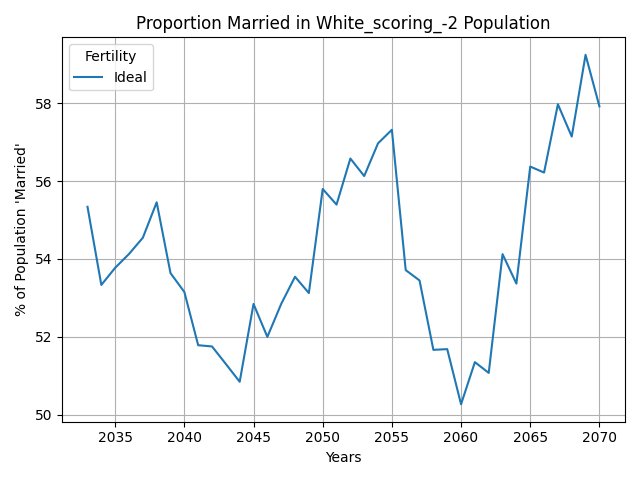 Proportion Married in White_scoring_-2 Population
Fertility
Ideal
% of Population 'Married'
58
56
54
52
50
2035 2040 2045 2050 2055 2060 2065 2070
Years